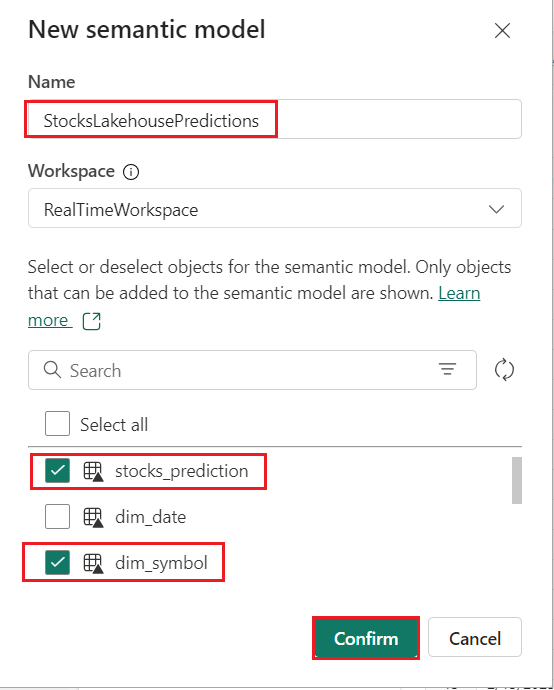 New semantic model
Name
StocksLakehousePredictions
Workspace
RealTimeWorkspace
Select or deselect objects for the semantic model. Only objects
that can be added to the semantic model are shown. Learn
more
Search
Select all
stocks_prediction
dim_date
dim_symbol
Confirm
Cancel